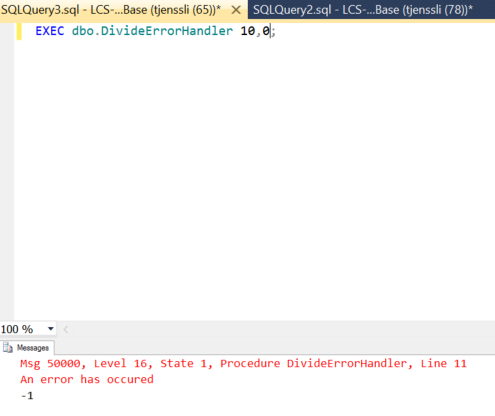 SQLQuery3.sql - LCS-...Base (tjenssli (65))* SQLQuery2.sql - LCS-...Base (tjenssli (78))*
EXEC dbo.DivideErrorHandler 10,0;
100 %
Messages
Msg 50000, Level 16, State 1, Procedure DivideErrorHandler, Line 11
An error has occured
-1